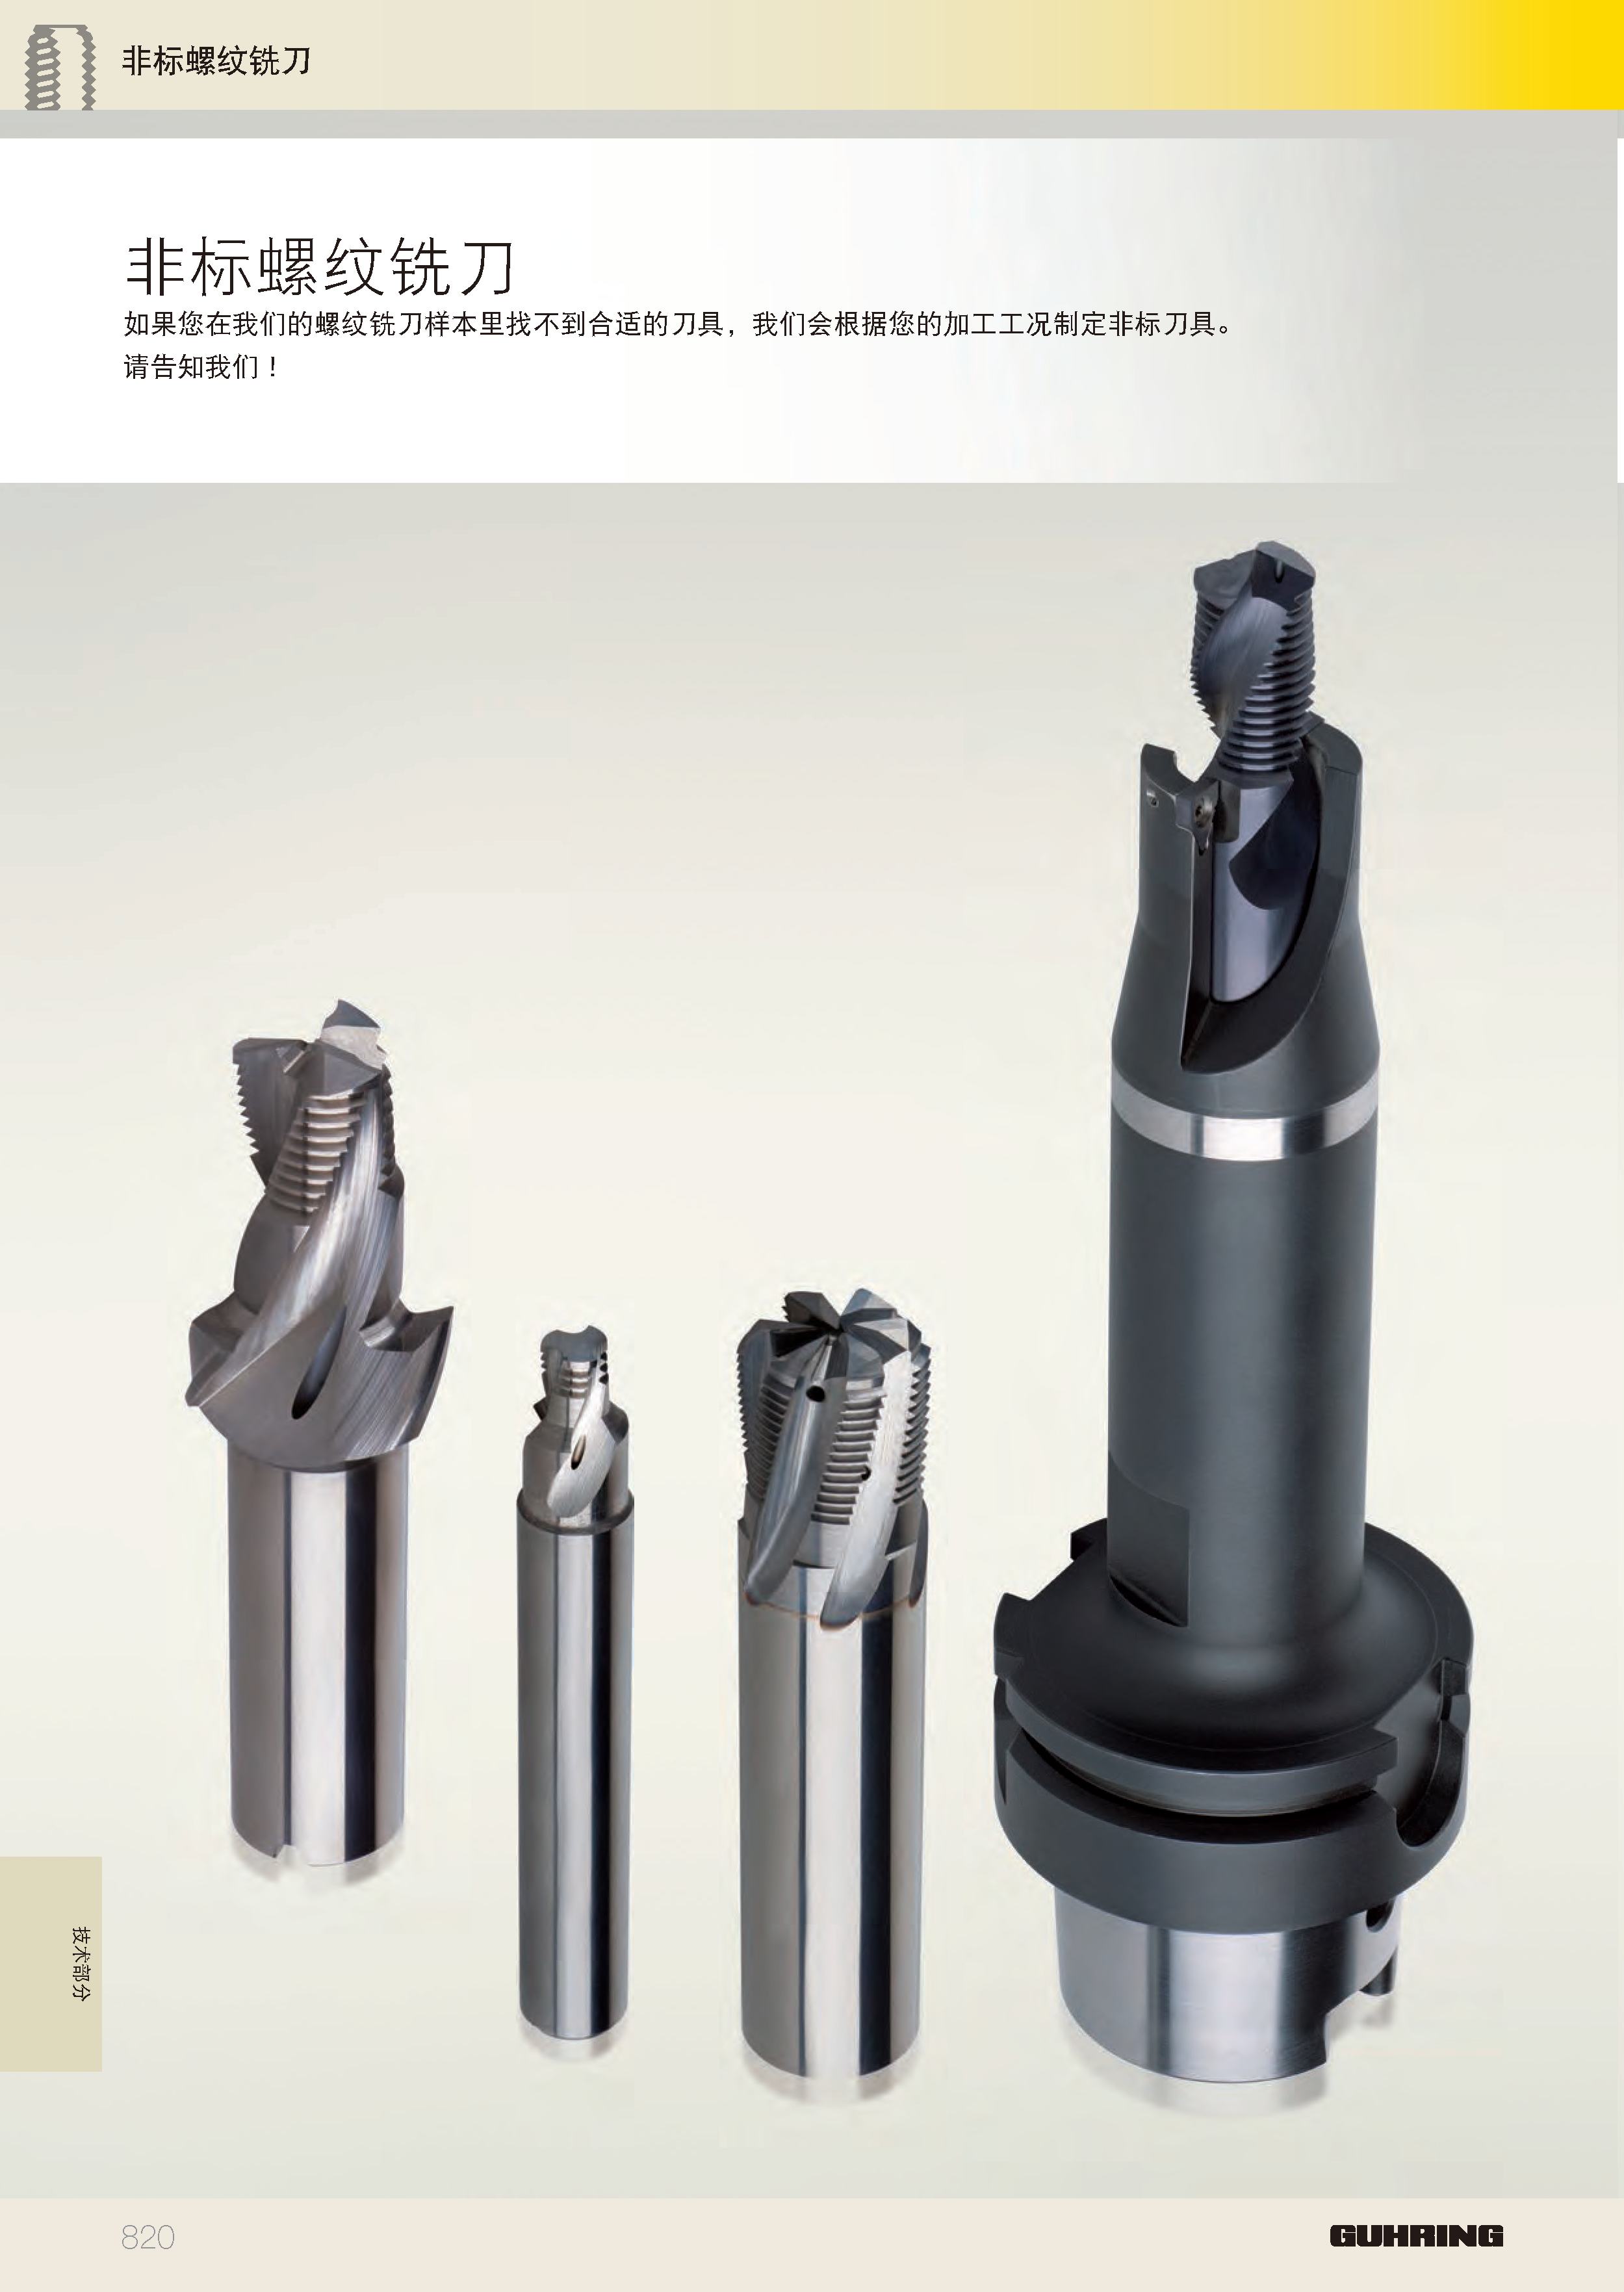 非标螺纹铣刀
非标螺纹铣刀
如果您在我们的螺纹铣刀样本里找不到合适的刀具，我们会根据您的加工工况制定非标刀具。
请告知我们！
技术部分
820
GUHRING